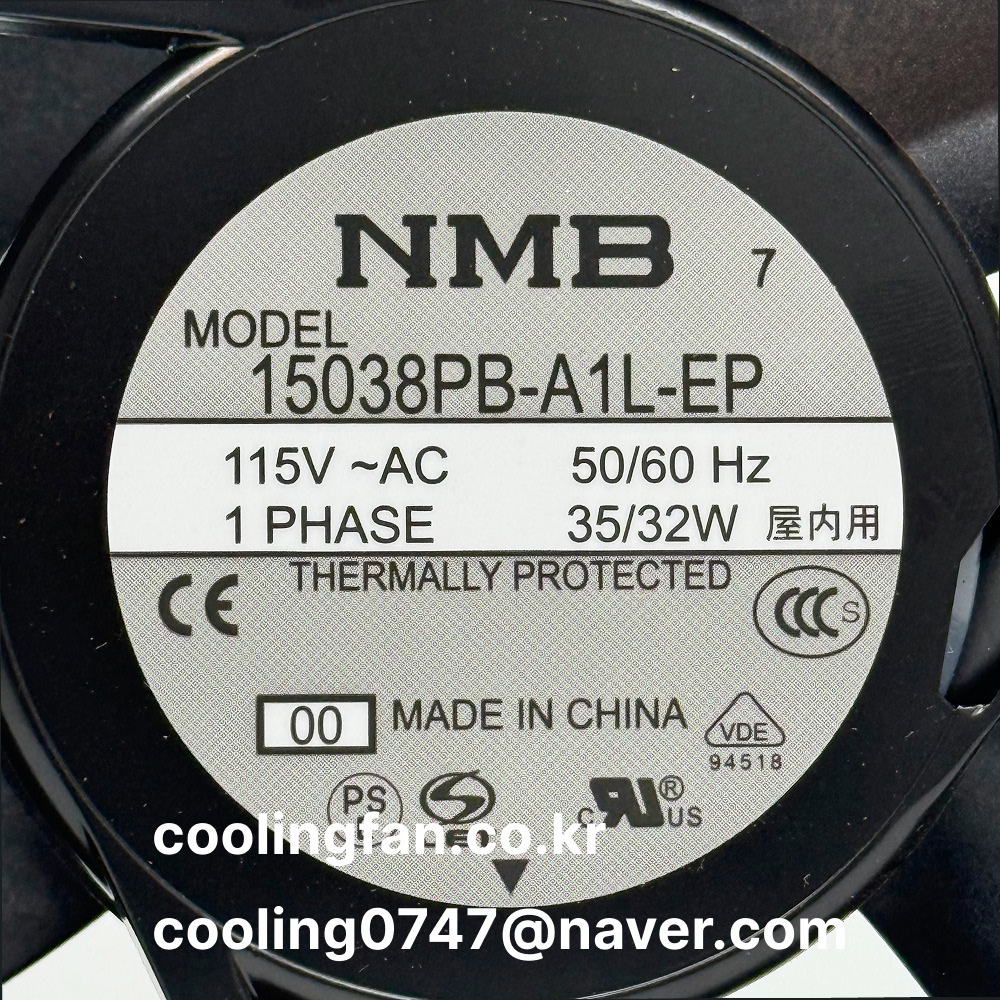 NMB
7
MODEL
15038PB-A1L-EP
115V ~AC 50/60 Hz
1 PHASE 35/32W 屋内用
THERMALLY PROTECTED
CE
CCC S
00 MADE IN CHINA
VDE
94518
PS
E
C RU ® US
coolingfan.co.kr
cooling0747@naver.com